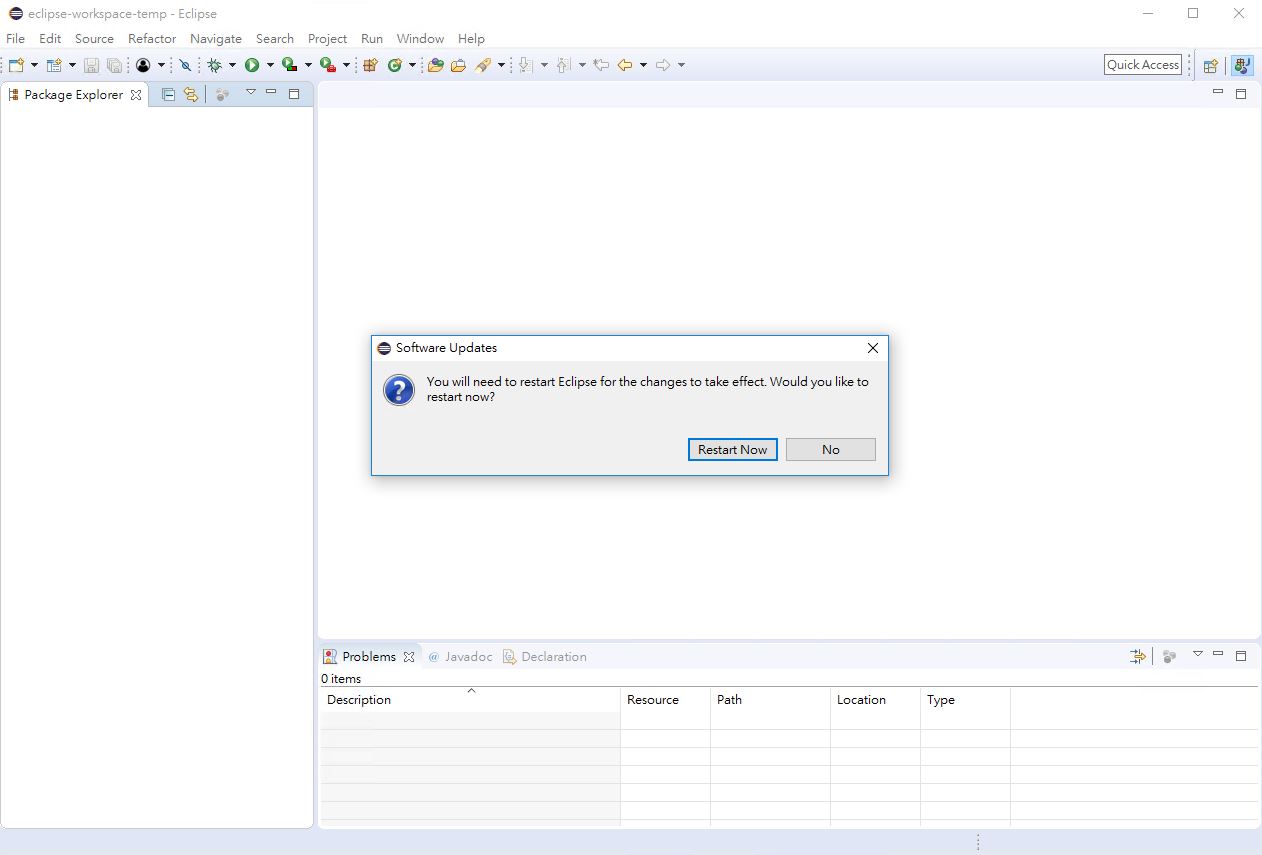 eclipse-workspace-temp - Eclipse
File Edit Source Refactor Navigate Search Project Run Window Help
Quick Access
Package Explorer
Software Updates
You will need to restart Eclipse for the changes to take effect. Would you like to
restart now?
Restart Now No
Problems @ Javadoc Declaration
0 items
Description Resource Path Location Type